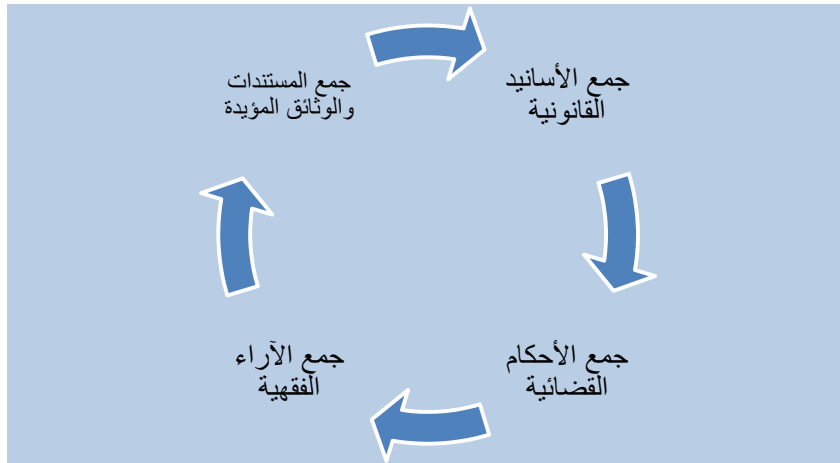 جمع الأسانيد
القانونية
جمع الأحكام
القضائية
جمع الآراء
الفقهية
جمع المستندات
والوثائق المؤيدة